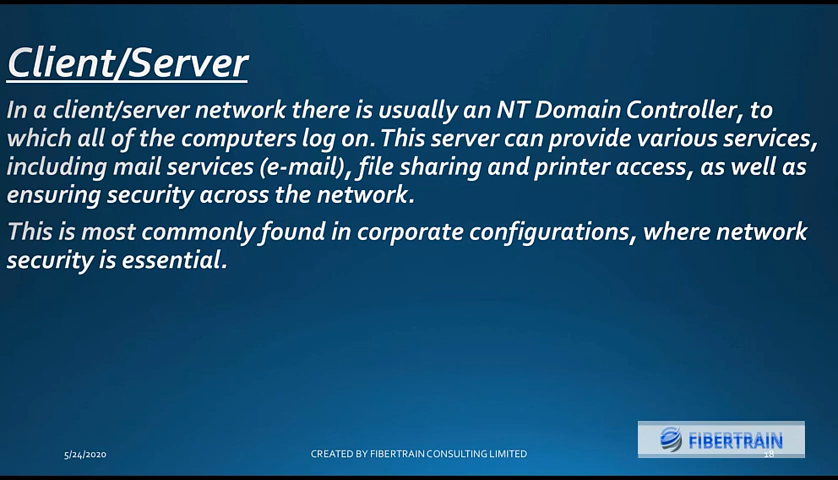 Client/Server
In a client/server network there is usually an NT Domain Controller, to
which all of the computers log on. This server can provide various services,
including mail services (e-mail), file sharing and printer access, as well as
ensuring security across the network.
This is most commonly found in corporate configurations, where network
security is essential.
FIBERTRAIN
5/24/2020
CREATED BY FIBERTRAIN CONSULTING LIMITED
18